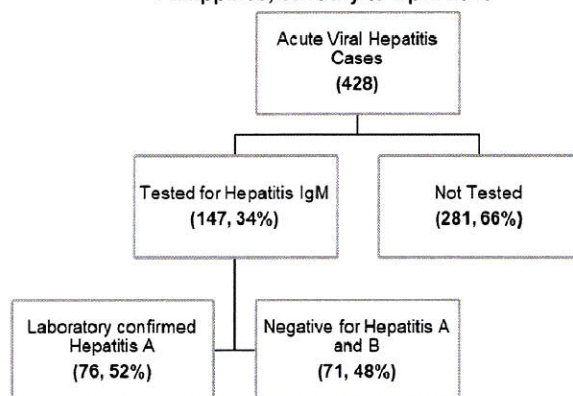 Acute Viral Hepatitis
Cases
(428)
Tested for Hepatitis IgM
(147, 34%)
Not Tested
(281, 66%)
Laboratory confirmed
Hepatitis A
(76, 52%)
Negative for Hepatitis A
and B
(71, 48%)